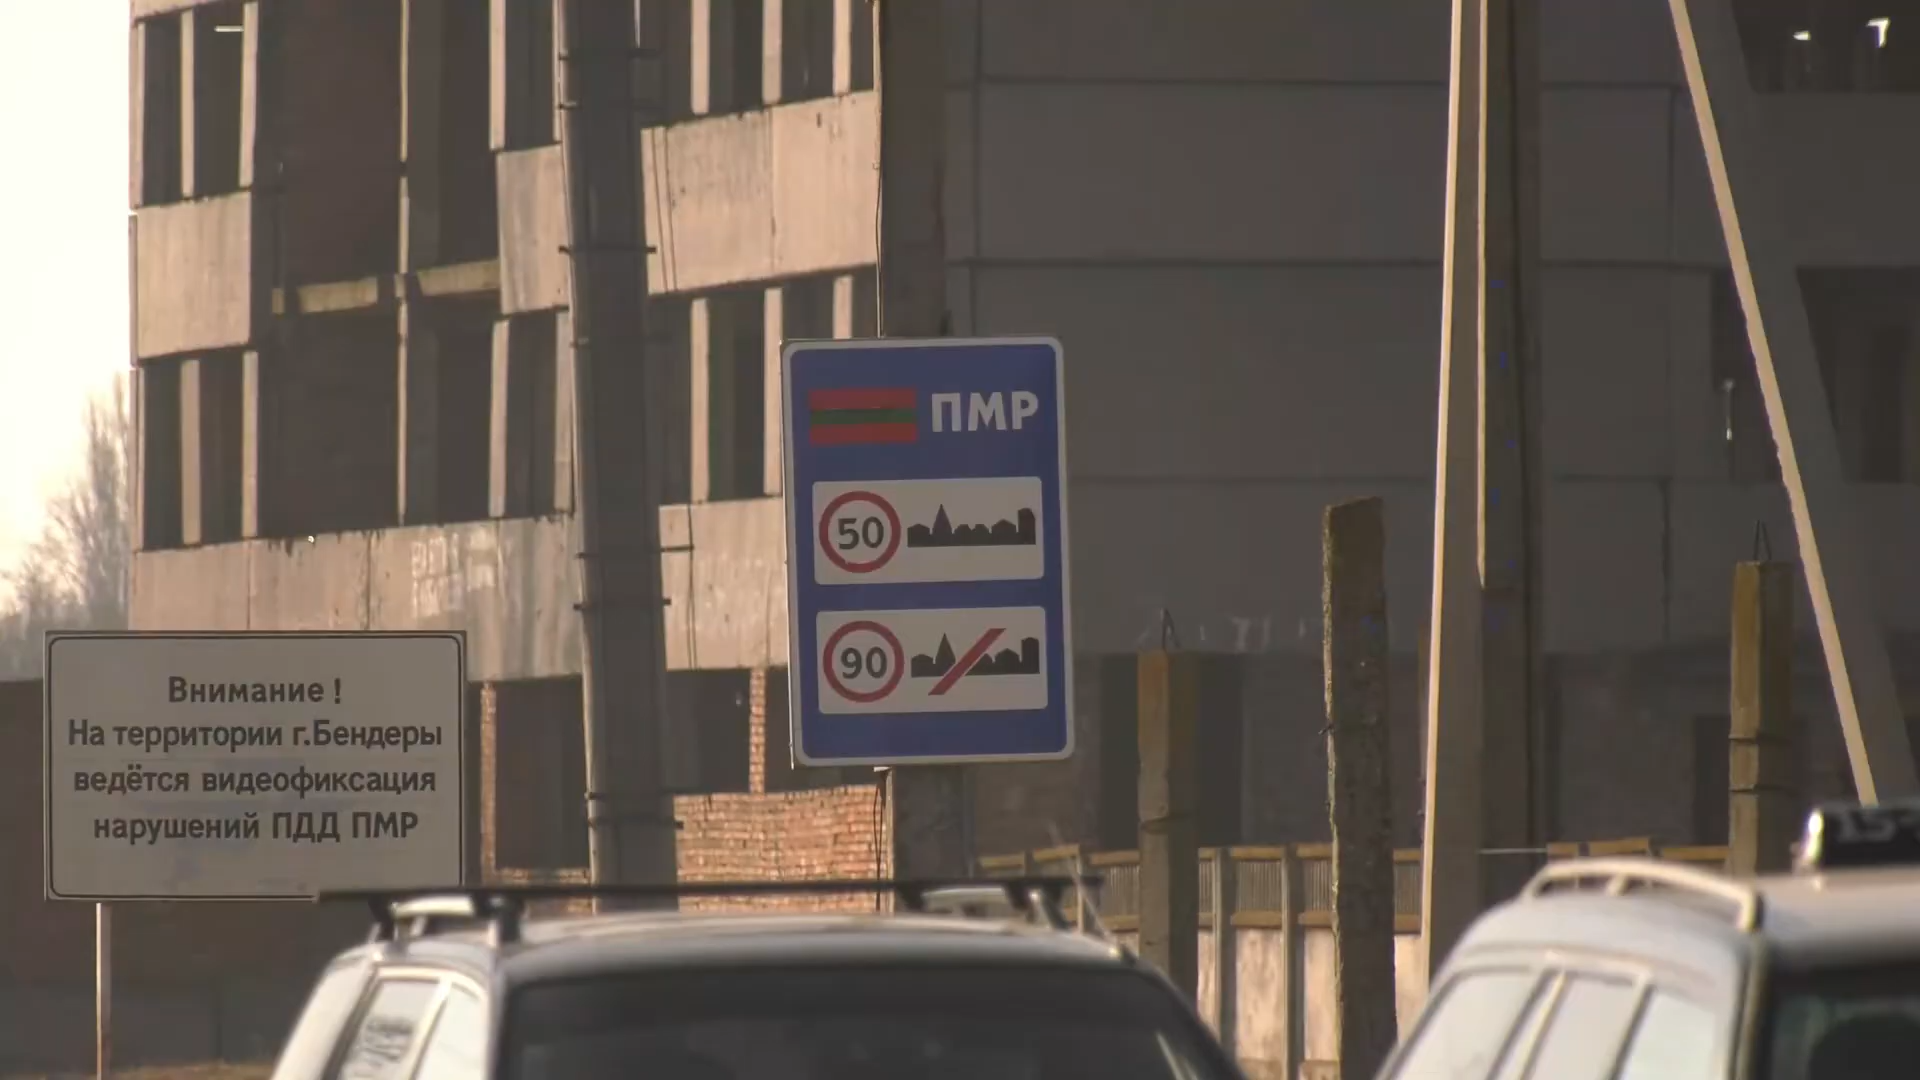 ПМР
50
90
Внимание !
На территории г.Бендеры
ведётся видеофиксация
нарушений ПДД ПМР